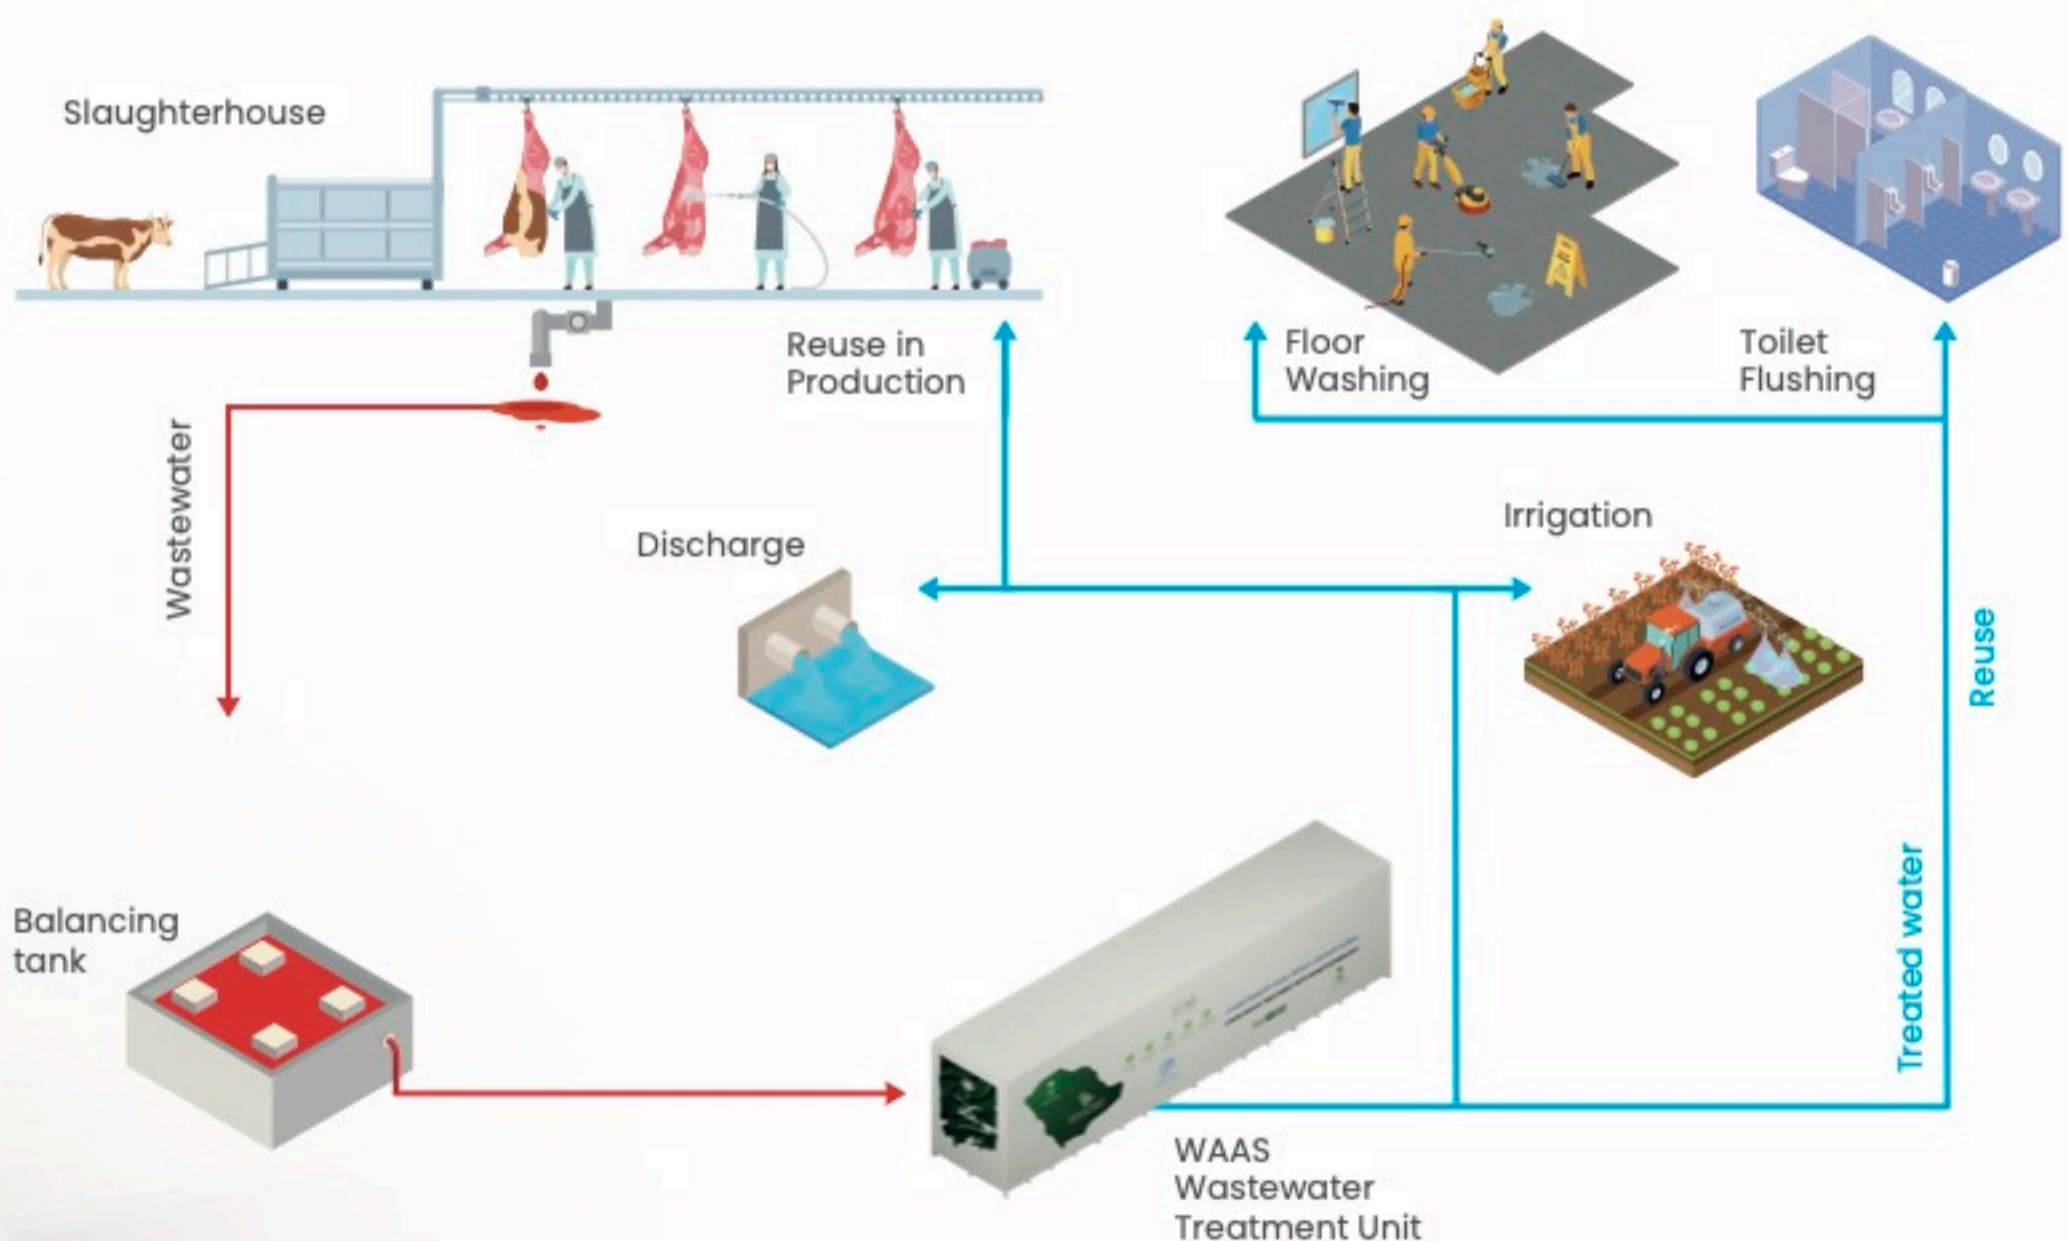 Slaughterhouse
Reuse in
Production
Floor
Washing
Toilet
Flushing
Wastewater
Discharge
Irrigation
Reuse
Treated water
Balancing
tank
WAAS
Wastewater
Treatment Unit